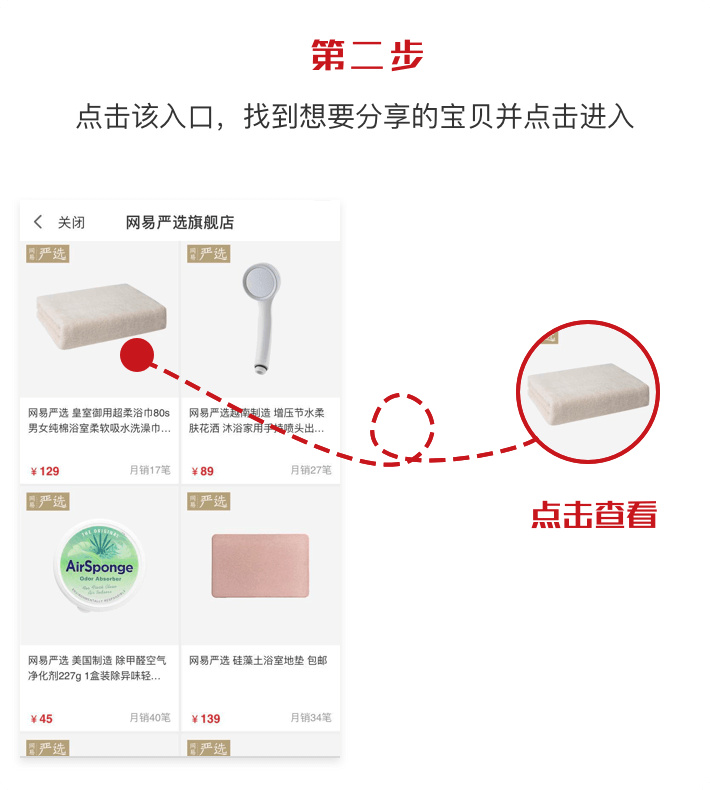 第二步
点击该入口，找到想要分享的宝贝并点击进入
关闭
网易严选旗舰店
网易 严选
网易 严选
网易严选 皇室御用超柔浴巾80s
男女纯棉浴室柔软吸水洗澡巾...
¥129
月销17笔
网易严选越南制造 增压节水柔
肤花洒 沐浴家用手持喷头出...
¥89
月销27笔
点击查看
网易 严选
网易 严选
THE ORIGINAL
AirSponge
Odor Absorber
网易严选 美国制造 除甲醛空气
净化剂227g 1盒装除异味轻...
¥45
月销40笔
网易严选 硅藻土浴室地垫 包邮
¥139
月销34笔
网易 严选
网易 严选